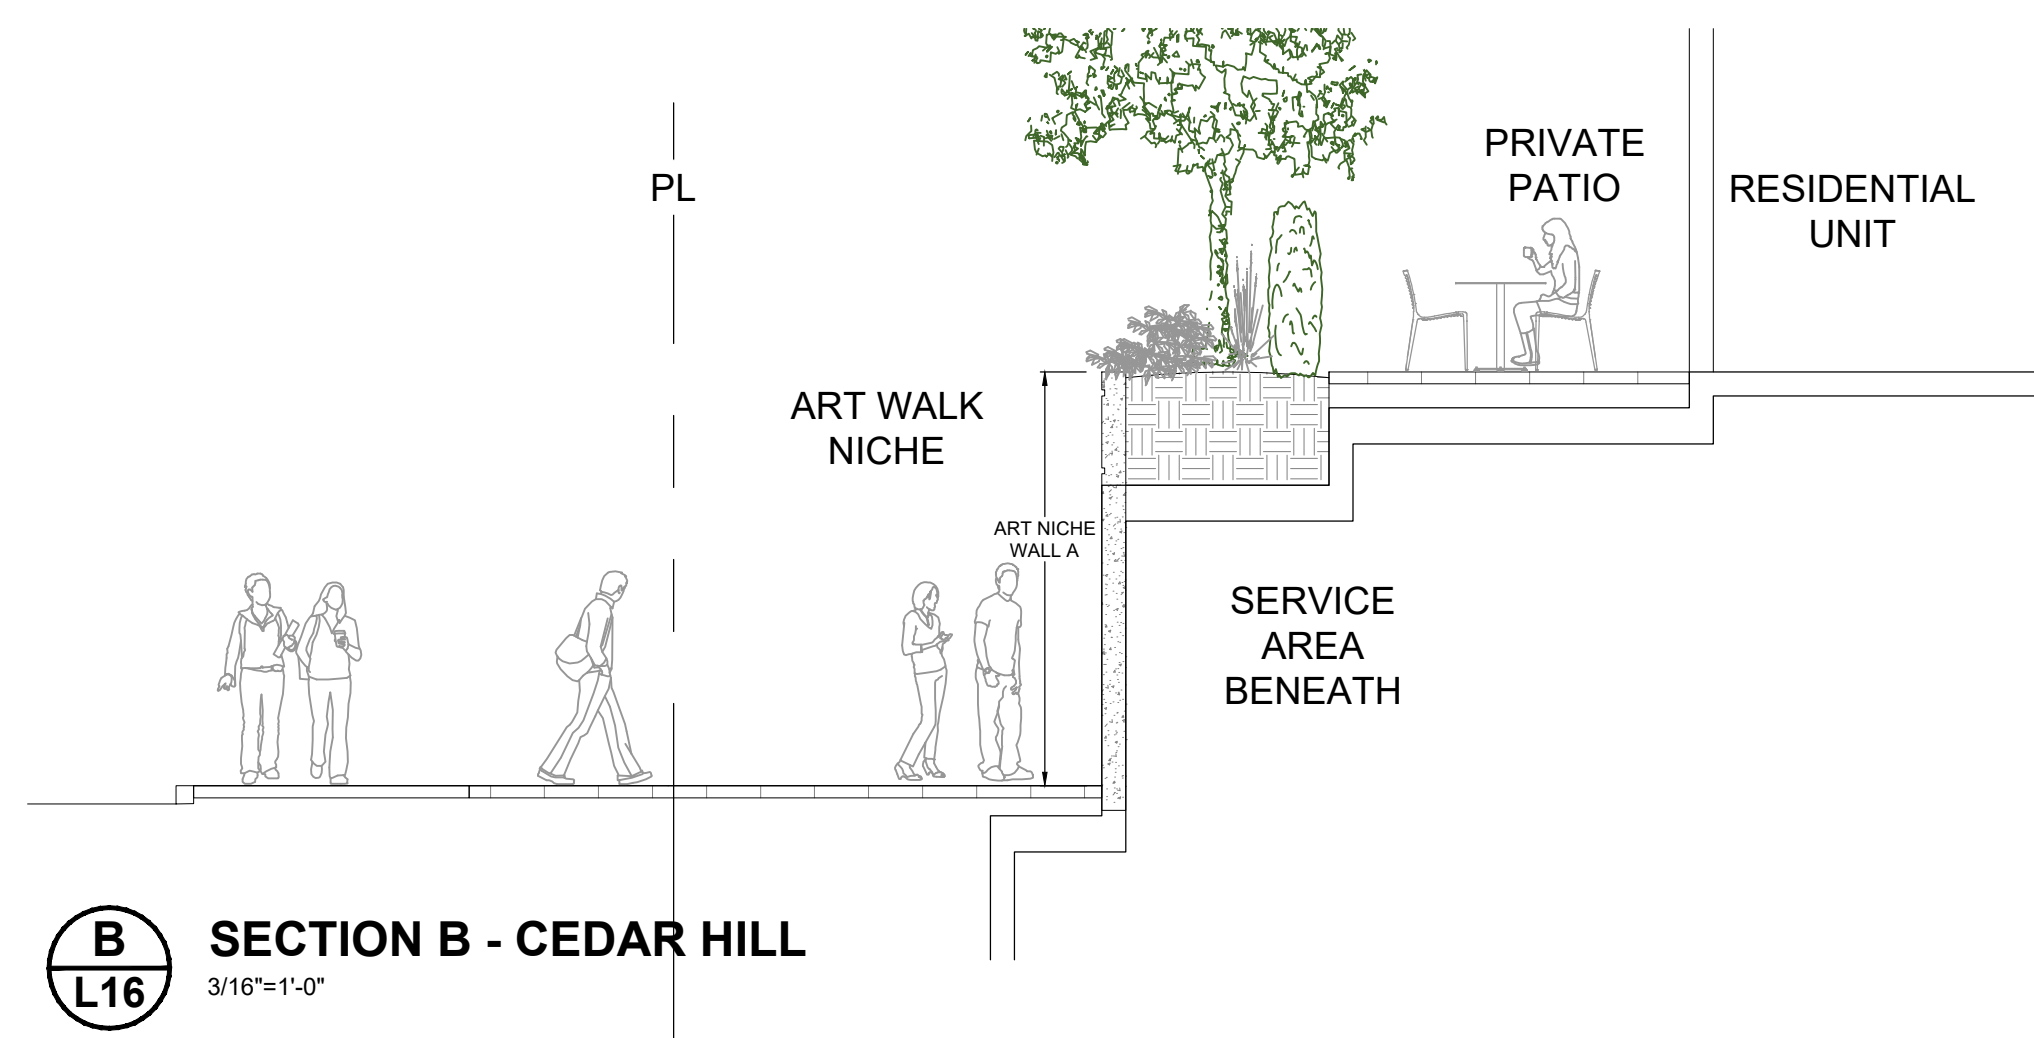 PL
PRIVATE
PATIO
RESIDENTIAL
UNIT
ART WALK
NICHE
ART NICHE
WALL A
SERVICE
AREA
BENEATH
B
L16
SECTION B - CEDAR HILL
3/16"=1'-0"